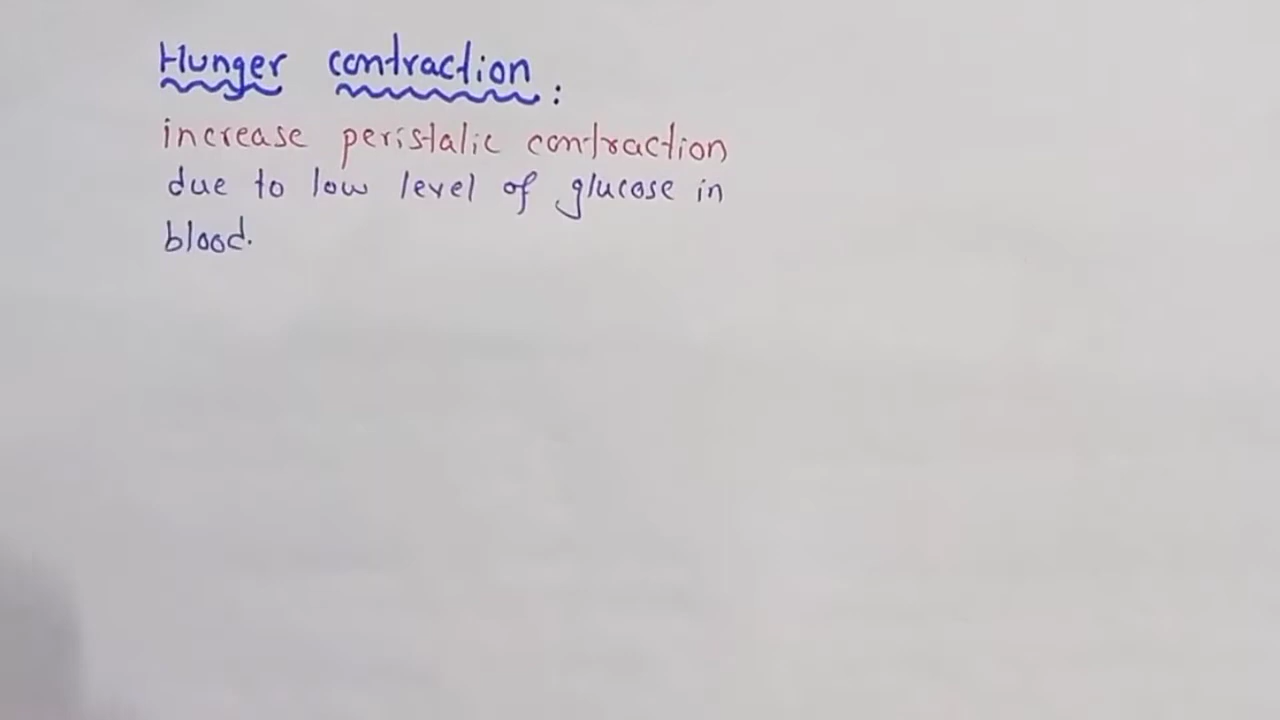 Hunger contraction:
increase peristalic contraction
due to low level of glucose in
blood.